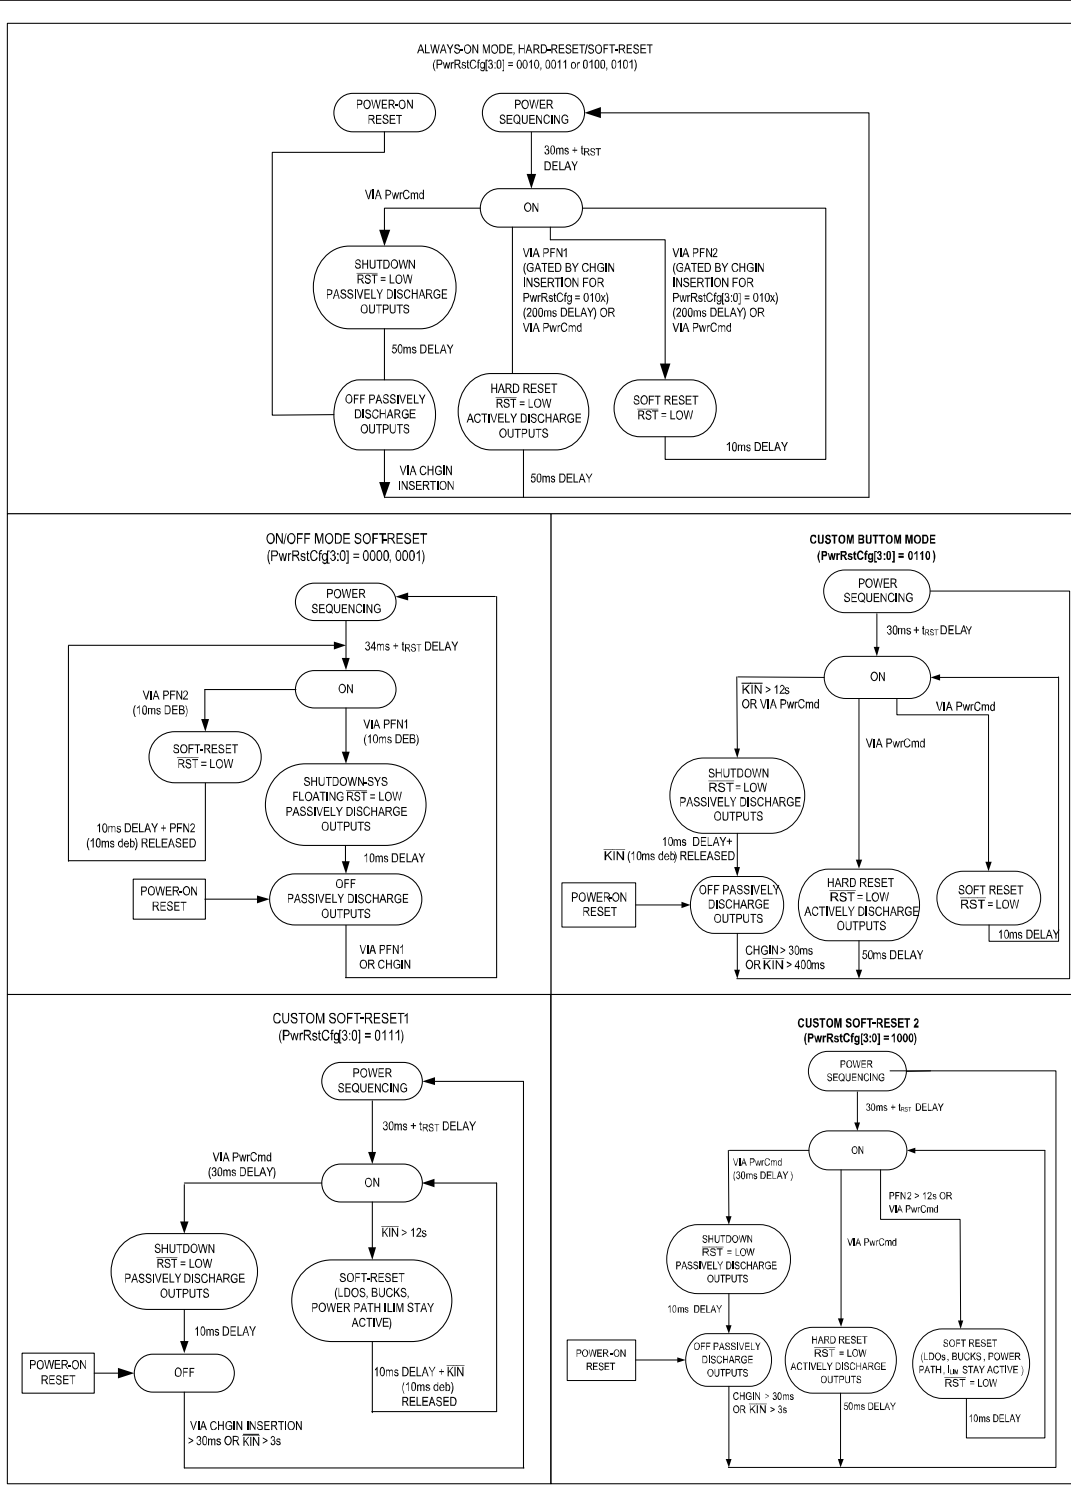 ALWAYS-ON MODE, HARD-RESET/SOFT-RESET
(PwrRstCfg[3:0] = 0010, 0011 or 0100, 0101)
POWER-ON
RESET
POWER
SEQUENCING
30ms + tRST
DELAY
VIA PwrCmd
ON
SHUTDOWN
RST = LOW
PASSIVELY DISCHARGE
OUTPUTS
VIA PFN1
(GATED BY CHGIN
INSERTION FOR
PwrRstCfg = 010x)
(200ms DELAY) OR
VIA PwrCmd
VIA PFN2
(GATED BY CHGIN
INSERTION FOR
PwrRstCfg[3:0] = 010x)
(200ms DELAY) OR
VIA PwrCmd
50ms DELAY
OFF PASSIVELY
DISCHARGE
OUTPUTS
HARD RESET
RST = LOW
ACTIVELY DISCHARGE
OUTPUTS
SOFT RESET
RST = LOW
10ms DELAY
VIA CHGIN
INSERTION
50ms DELAY
ON/OFF MODE SOFT-RESET
(PwrRstCfg[3:0] = 0000, 0001)
POWER
SEQUENCING
34ms + tRST DELAY
ON
VIA PFN2
(10ms DEB)
VIA PFN1
(10ms DEB)
SOFT-RESET
RST = LOW
SHUTDOWN-SYS
FLOATING RST = LOW
PASSIVELY DISCHARGE
OUTPUTS
10ms DELAY + PFN2
(10ms deb) RELEASED
10ms DELAY
POWER-ON
RESET
OFF
PASSIVELY DISCHARGE
OUTPUTS
VIA PFN1
OR CHGIN
CUSTOM BUTTOM MODE
(PwrRstCfg[3:0] = 0110)
POWER
SEQUENCING
30ms + tRST DELAY
ON
KIN > 12s
OR VIA PwrCmd
VIA PwrCmd
VIA PwrCmd
SHUTDOWN
RST = LOW
PASSIVELY DISCHARGE
OUTPUTS
10ms DELAY+
KIN (10ms deb) RELEASED
POWER-ON
RESET
OFF PASSIVELY
DISCHARGE
OUTPUTS
HARD RESET
RST = LOW
ACTIVELY DISCHARGE
OUTPUTS
SOFT RESET
RST = LOW
10ms DELAY
CHGIN > 30ms
OR KIN > 400ms
50ms DELAY
CUSTOM SOFT-RESET1
(PwrRstCfg[3:0] = 0111)
POWER
SEQUENCING
30ms + tRST DELAY
VIA PwrCmd
(30ms DELAY)
ON
KIN > 12s
SHUTDOWN
RST = LOW
PASSIVELY DISCHARGE
OUTPUTS
SOFT-RESET
(LDOS, BUCKS,
POWER PATH ILIM STAY
ACTIVE)
10ms DELAY
POWER-ON
RESET
OFF
10ms DELAY + KIN
(10ms deb)
RELEASED
VIA CHGIN INSERTION
> 30ms OR KIN > 3s
CUSTOM SOFT-RESET 2
(PwrRstCfg[3:0] = 1000)
POWER
SEQUENCING
30ms + tRST DELAY
ON
VIA PwrCmd
(30ms DELAY )
PFN2 > 12s OR
VIA PwrCmd
VIA PwrCmd
SHUTDOWN
RST = LOW
PASSIVELY DISCHARGE
OUTPUTS
10ms DELAY
POWER-ON
RESET
OFF PASSIVELY
DISCHARGE
OUTPUTS
HARD RESET
RST = LOW
ACTIVELY DISCHARGE
OUTPUTS
SOFT RESET
(LDOs, BUCKS, POWER
PATH, ILIM STAY ACTIVE )
RST = LOW
CHGIN > 30ms
OR KIN > 3s
50ms DELAY
10ms DELAY